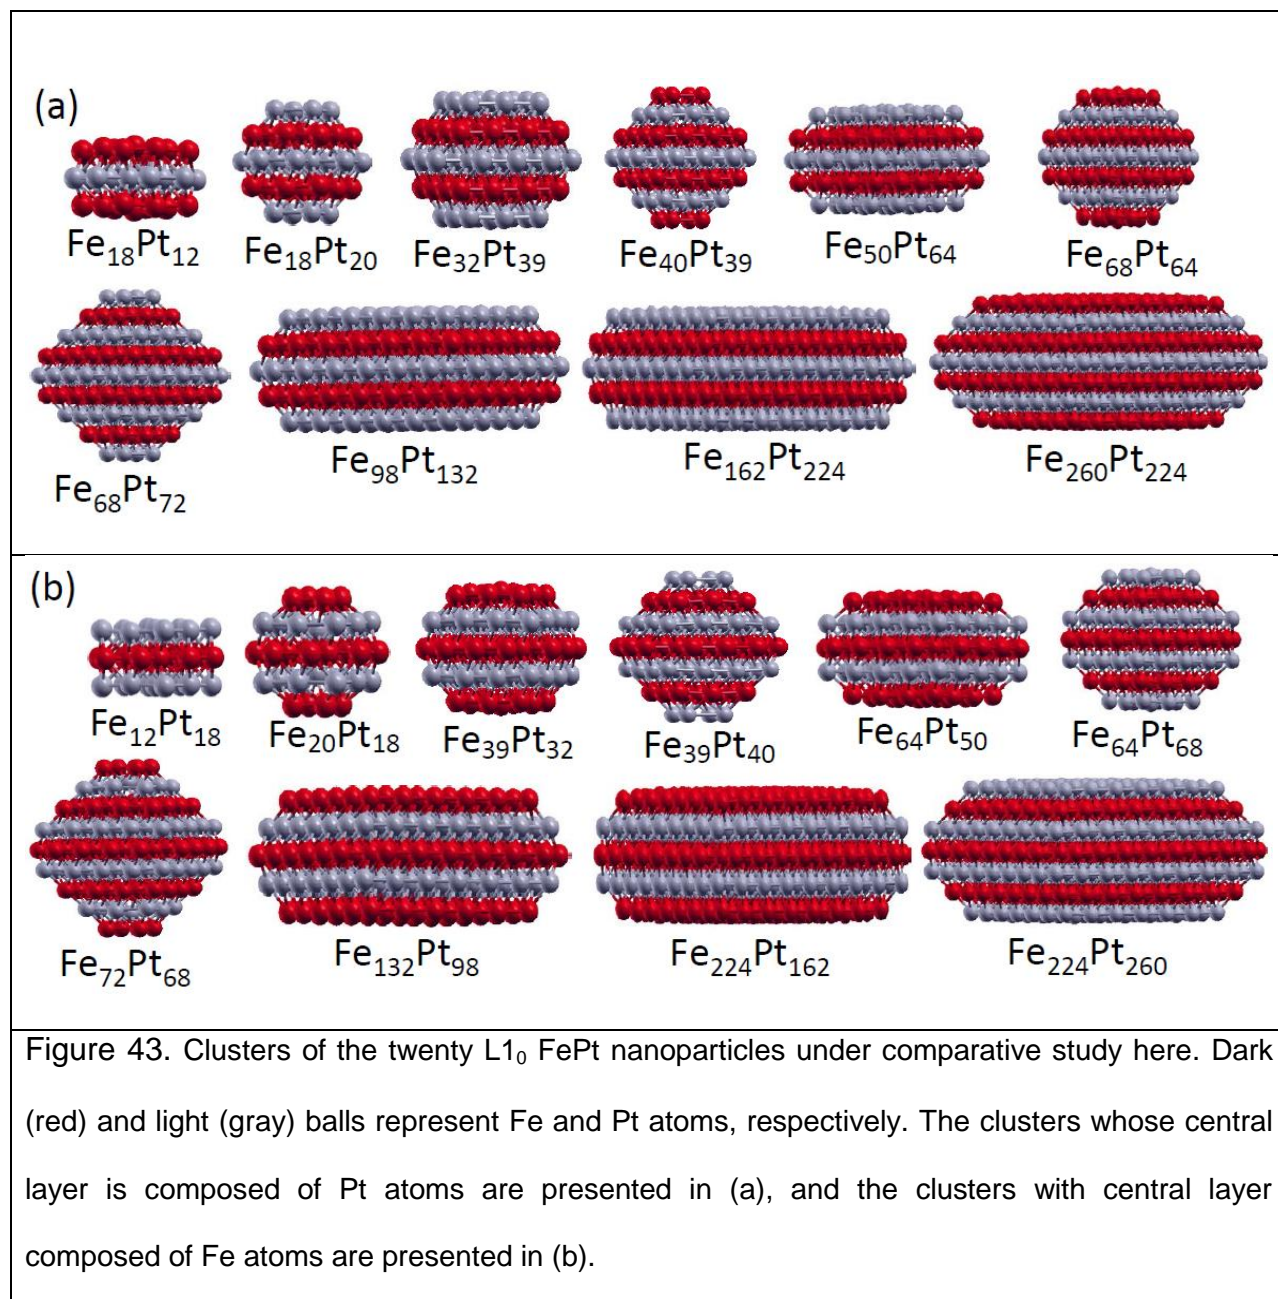 (a)
Fe₁₈Pt₁₂ Fe₁₈Pt₂₀ Fe₃₂Pt₃₉ Fe₄₀Pt₃₉ Fe₅₀Pt₆₄ Fe₆₈Pt₆₄
Fe₆₈Pt₇₂ Fe₉₈Pt₁₃₂ Fe₁₆₂Pt₂₂₄ Fe₂₆₀Pt₂₂₄
(b)
Fe₁₂Pt₁₈ Fe₂₀Pt₁₈ Fe₃₉Pt₃₂ Fe₃₉Pt₄₀ Fe₆₄Pt₅₀ Fe₆₄Pt₆₈
Fe₇₂Pt₆₈ Fe₁₃₂Pt₉₈ Fe₂₂₄Pt₁₆₂ Fe₂₂₄Pt₂₆₀
Figure 43. Clusters of the twenty L1₀ FePt nanoparticles under comparative study here. Dark
(red) and light (gray) balls represent Fe and Pt atoms, respectively. The clusters whose central
layer is composed of Pt atoms are presented in (a), and the clusters with central layer
composed of Fe atoms are presented in (b).